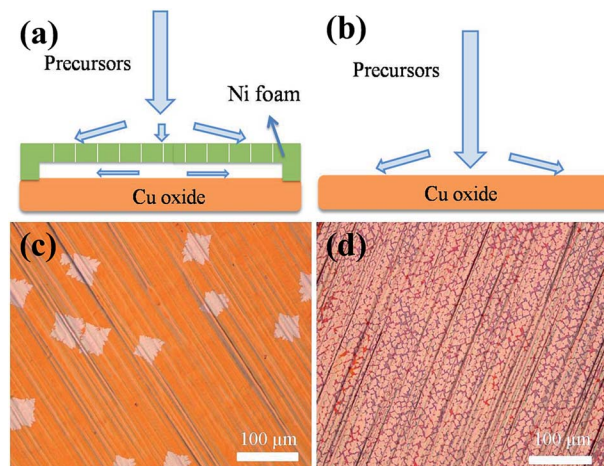 (a)
Precursors
Ni foam
Cu oxide
(b)
Precursors
Cu oxide
(c)
100 μm
(d)
100 μm